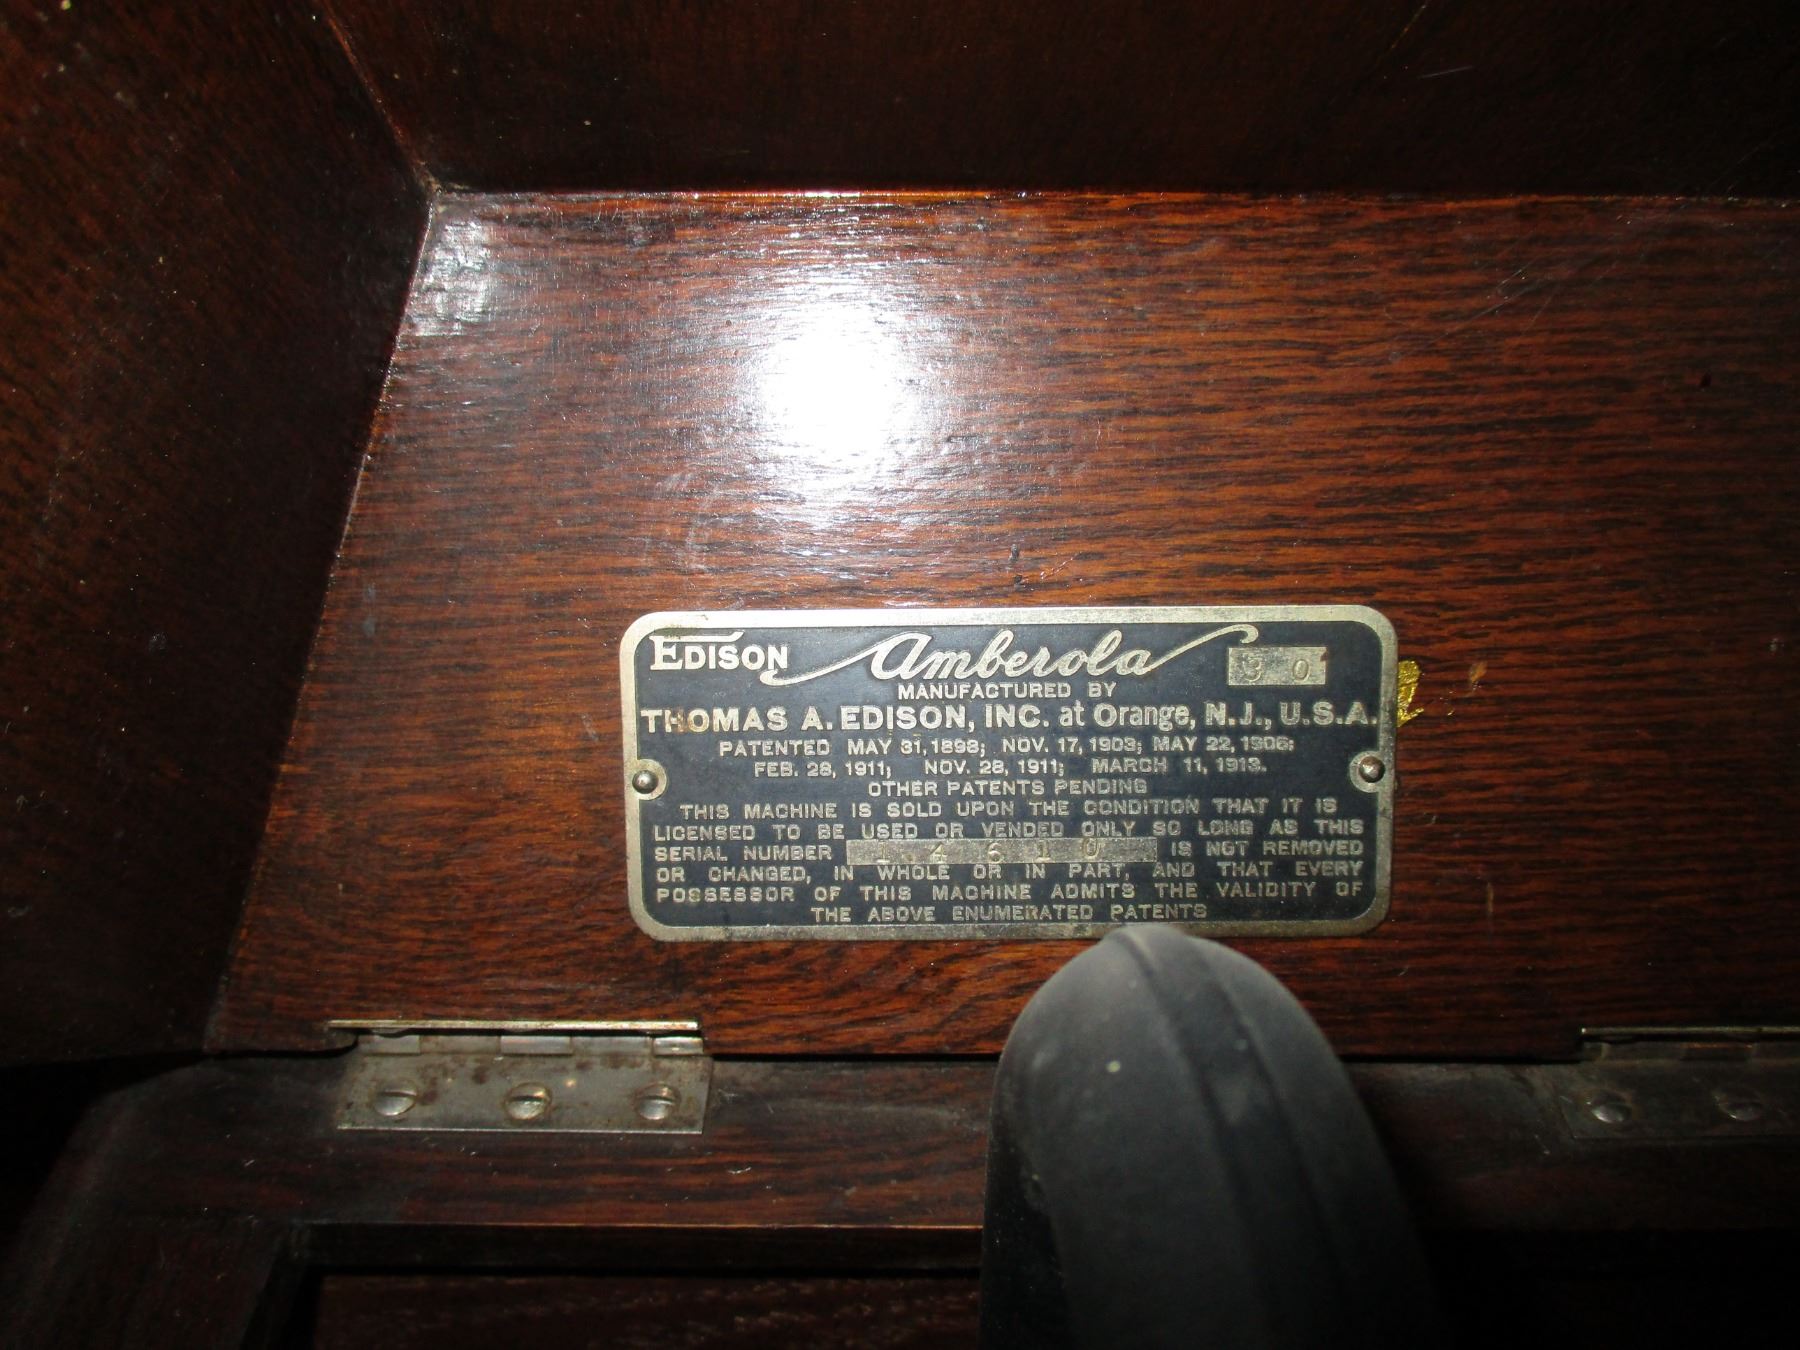 EDISON Amberola 30
MANUFACTURED BY
THOMAS A. EDISON, INC. at Orange, N.J., U.S.A.
PATENTED MAY 31, 1898; NOV. 17, 1903; MAY 22, 1906;
FEB. 28, 1911; NOV. 28, 1911; MARCH 11, 1913.
OTHER PATENTS PENDING
THIS MACHINE IS SOLD UPON THE CONDITION THAT IT IS
LICENSED TO BE USED OR VENDED ONLY SO LONG AS THIS
SERIAL NUMBER 14610 IS NOT REMOVED
OR CHANGED, IN WHOLE OR IN PART, AND THAT EVERY
POSSESSOR OF THIS MACHINE ADMITS THE VALIDITY OF
THE ABOVE ENUMERATED PATENTS